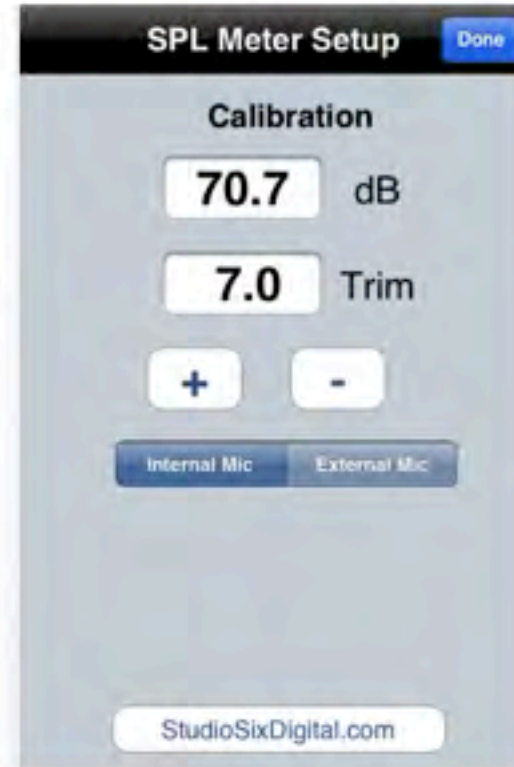 SPL Meter Setup Done
Calibration
70.7 dB
7.0 Trim
+ -
Internal Mic External Mic
StudioSixDigital.com